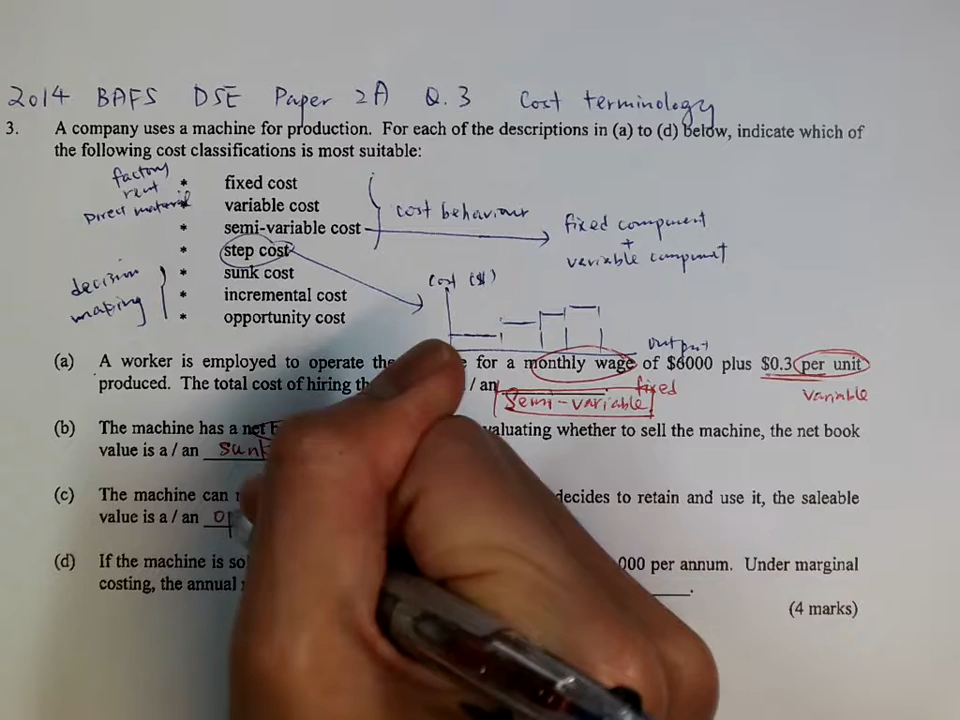 2014 BAFS DSE Paper 2A Q.3 Cost terminology
3. A company uses a machine for production. For each of the descriptions in (a) to (d) below, indicate which of
the following cost classifications is most suitable:
factory
rent
Direct material
* fixed cost
* variable cost
* semi-variable cost
* step cost
* sunk cost
* incremental cost
* opportunity cost
cost behaviour
fixed component
+
variable component
decision
making
Cost ($)
output
(a) A worker is employed to operate the for a monthly wage of $6000 plus $0.3 per unit
produced. The total cost of hiring / an
Semi-variable
fixed
variable
(b) The machine has a net valuating whether to sell the machine, the net book
value is a / an sunk
(c) The machine can decides to retain and use it, the saleable
value is a / an op
(d) If the machine is 000 per annum. Under marginal
costing, the annual .
(4 marks)